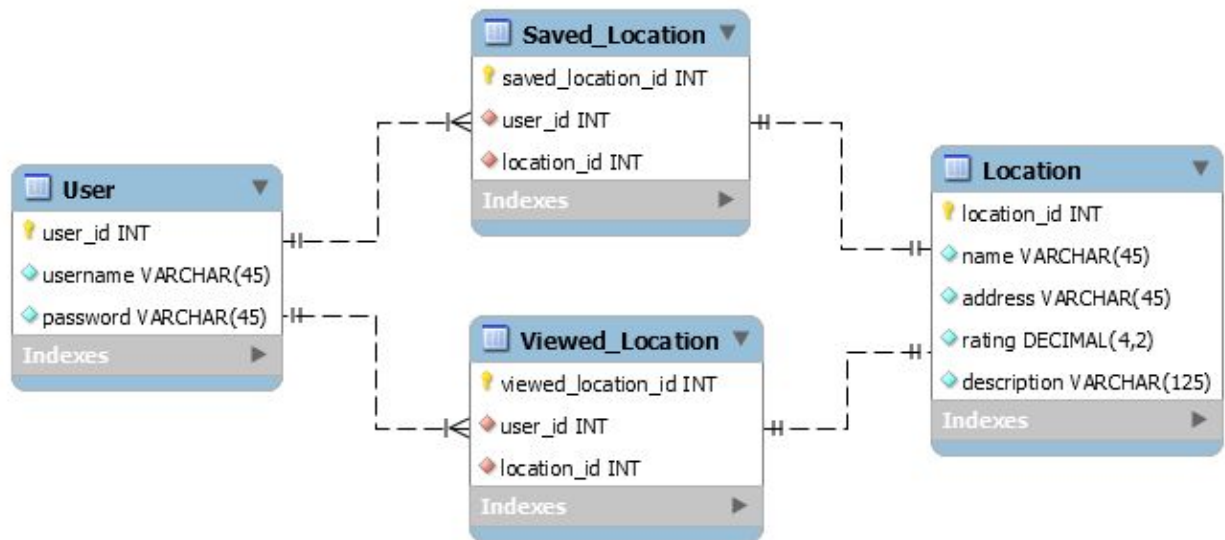 Saved_Location
saved_location_id INT
user_id INT
location_id INT
Indexes
User
user_id INT
username VARCHAR(45)
password VARCHAR(45)
Indexes
Location
location_id INT
name VARCHAR(45)
address VARCHAR(45)
rating DECIMAL(4,2)
description VARCHAR(125)
Indexes
Viewed_Location
viewed_location_id INT
user_id INT
location_id INT
Indexes